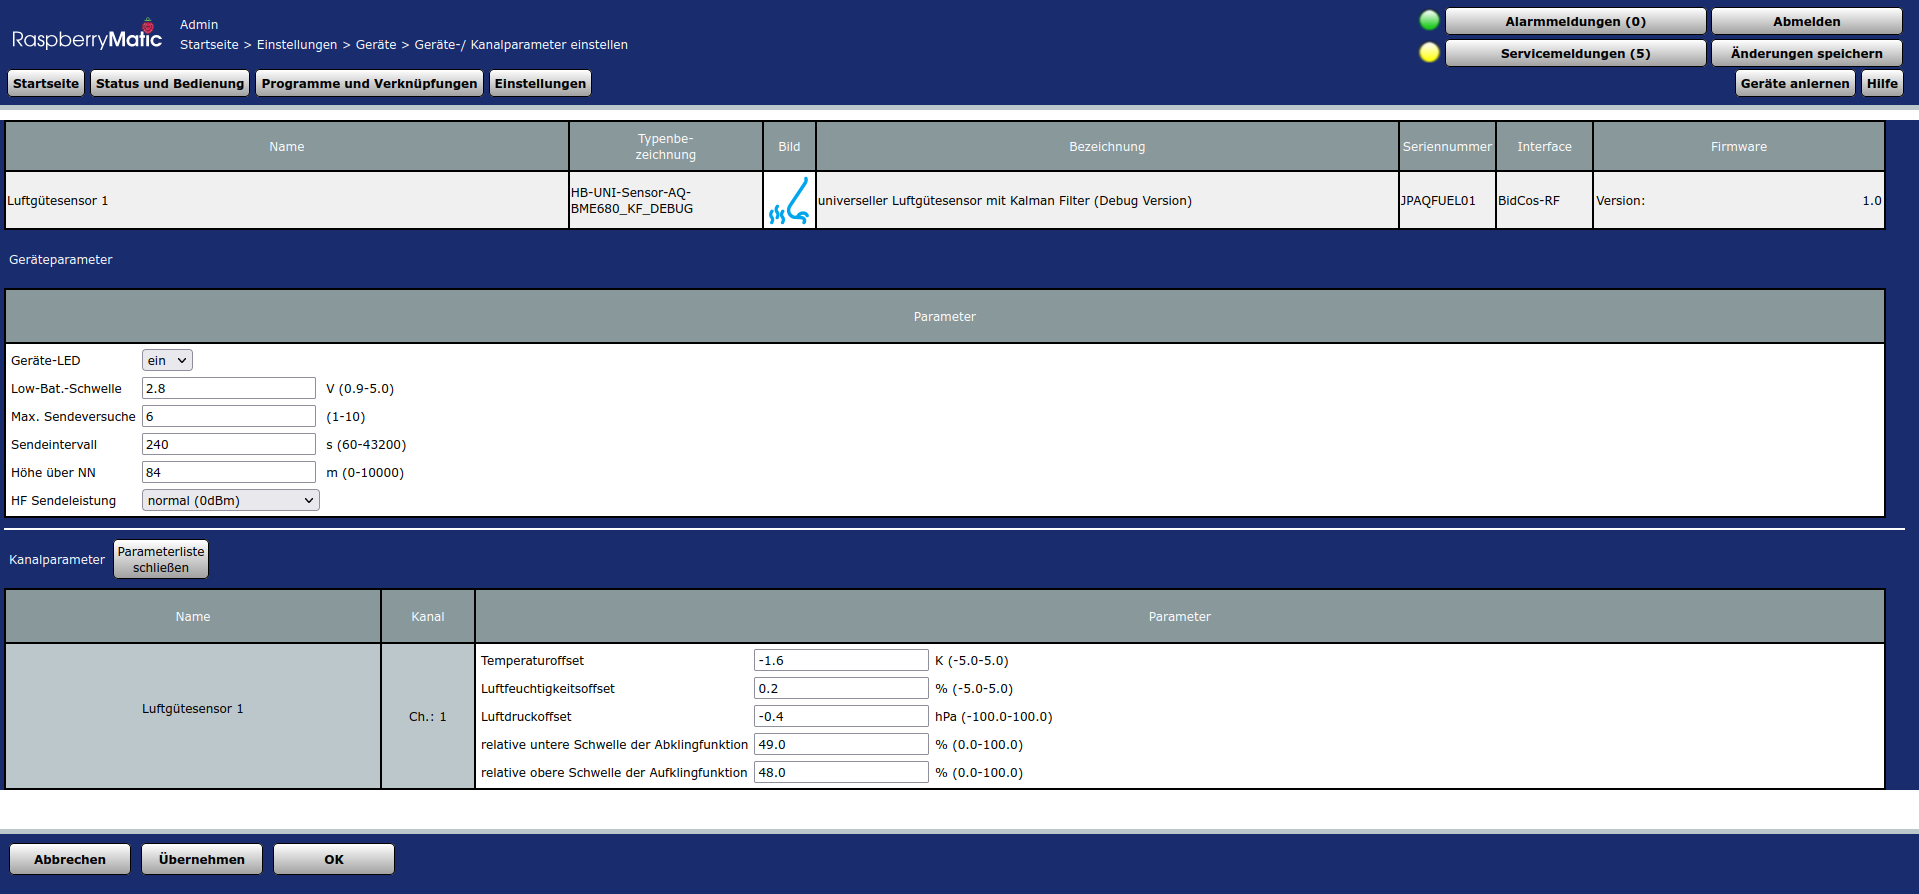 RaspberryMatic
Admin
Startseite > Einstellungen > Geräte > Geräte-/ Kanalparameter einstellen
Alarmmeldungen (0)
Abmelden
Servicemeldungen (5)
Änderungen speichern
Startseite
Status und Bedienung
Programme und Verknüpfungen
Einstellungen
Geräte anlernen
Hilfe
Name
Typenbe-
zeichnung
Bild
Bezeichnung
Seriennummer
Interface
Firmware
Luftgütesensor 1
HB-UNI-Sensor-AQ-
BME680_KF_DEBUG
universeller Luftgütesensor mit Kalman Filter (Debug Version)
JPAQFUEL01
BidCos-RF
Version: 1.0
Geräteparameter
Parameter
Geräte-LED ein
Low-Bat.-Schwelle 2.8 V (0.9-5.0)
Max. Sendeversuche 6 (1-10)
Sendeintervall 240 s (60-43200)
Höhe über NN 84 m (0-10000)
HF Sendeleistung normal (0dBm)
Kanalparameter
Parameterliste
schließen
Name
Kanal
Parameter
Luftgütesensor 1
Ch.: 1
Temperaturoffset -1.6 K (-5.0-5.0)
Luftfeuchtigkeitsoffset 0.2 % (-5.0-5.0)
Luftdruckoffset -0.4 hPa (-100.0-100.0)
relative untere Schwelle der Abklingfunktion 49.0 % (0.0-100.0)
relative obere Schwelle der Aufklingfunktion 48.0 % (0.0-100.0)
Abbrechen
Übernehmen
OK